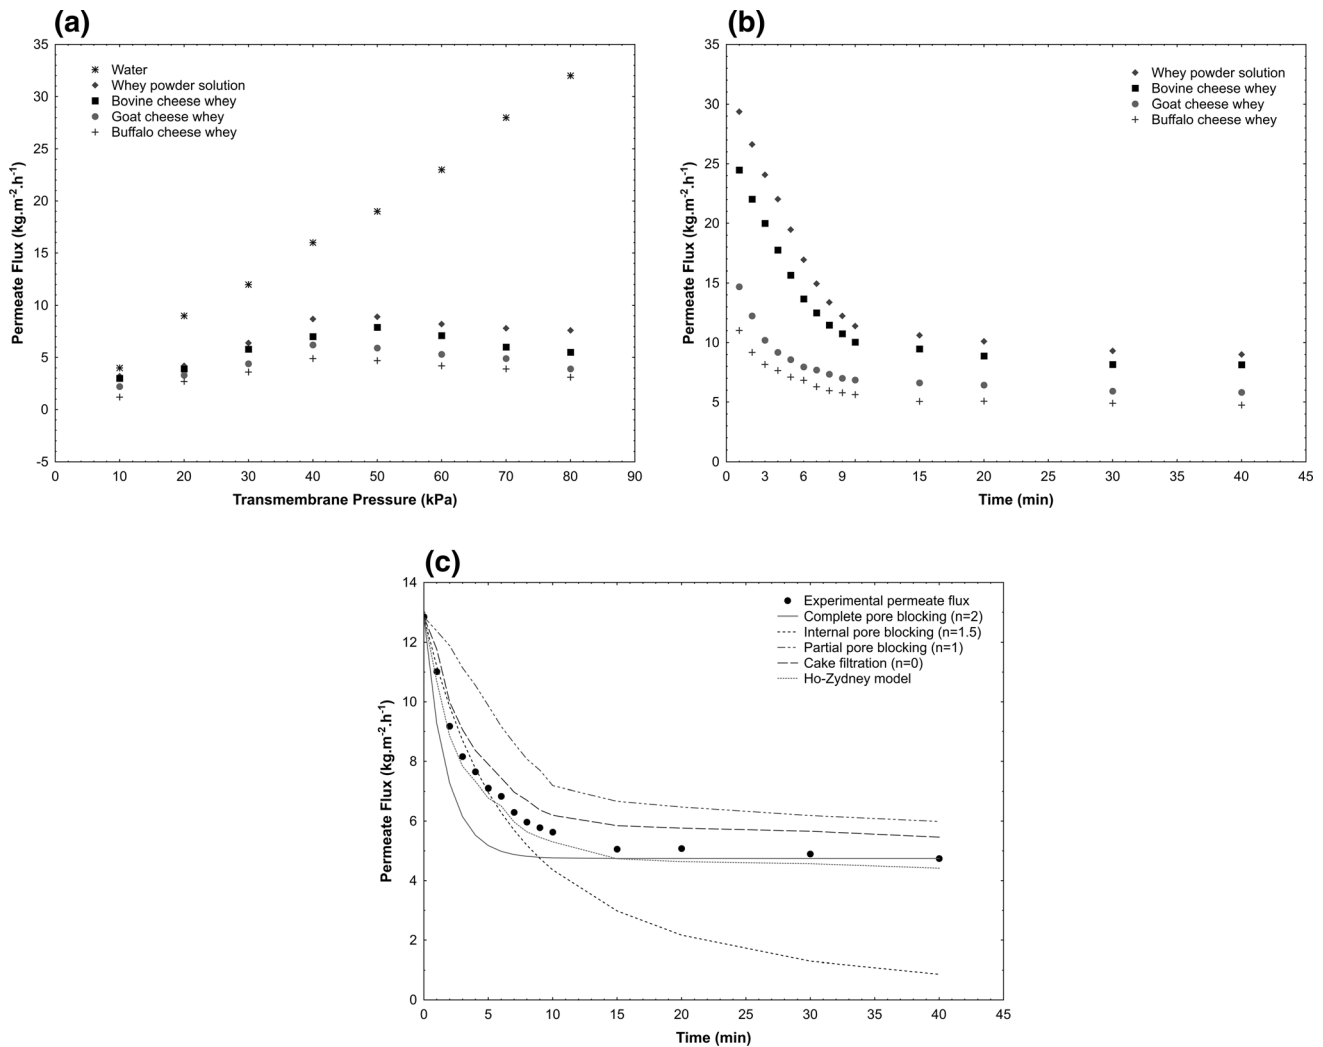 (a)
35
30
25
20
15
10
5
0
-5
Permeate Flux (kg.m⁻².h⁻¹)
Water
Whey powder solution
Bovine cheese whey
Goat cheese whey
Buffalo cheese whey
0 10 20 30 40 50 60 70 80 90
Transmembrane Pressure (kPa)
(b)
35
30
25
20
15
10
5
0
Permeate Flux (kg.m⁻².h⁻¹)
Whey powder solution
Bovine cheese whey
Goat cheese whey
Buffalo cheese whey
0 3 6 9 15 20 25 30 35 40 45
Time (min)
(c)
14
12
10
8
6
4
2
0
Permeate Flux (kg.m⁻².h⁻¹)
Experimental permeate flux
Complete pore blocking (n=2)
Internal pore blocking (n=1.5)
Partial pore blocking (n=1)
Cake filtration (n=0)
Ho-Zydney model
0 5 10 15 20 25 30 35 40 45
Time (min)